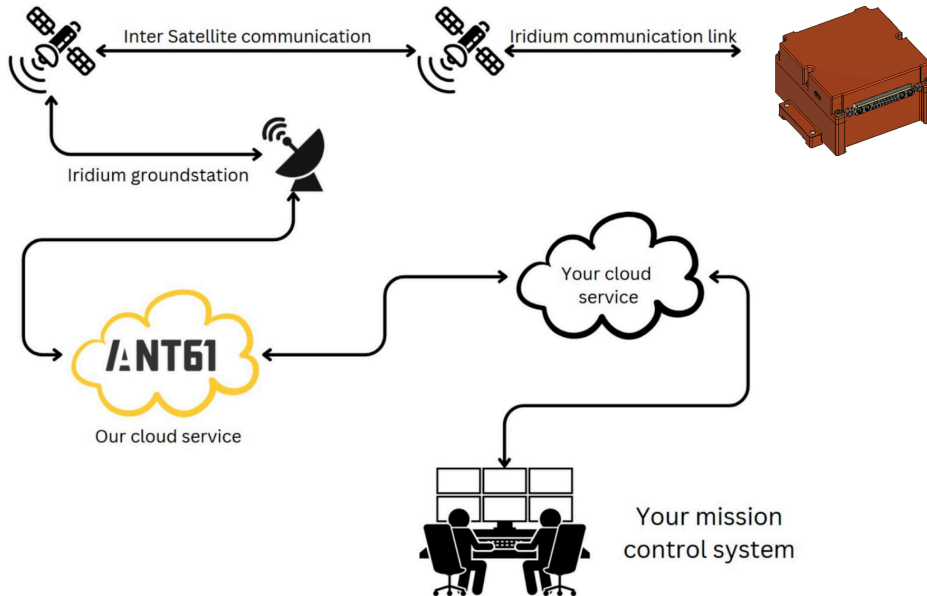 Inter Satellite communication
Iridium communication link
Iridium groundstation
Your cloud
service
ANT61
Our cloud service
Your mission
control system